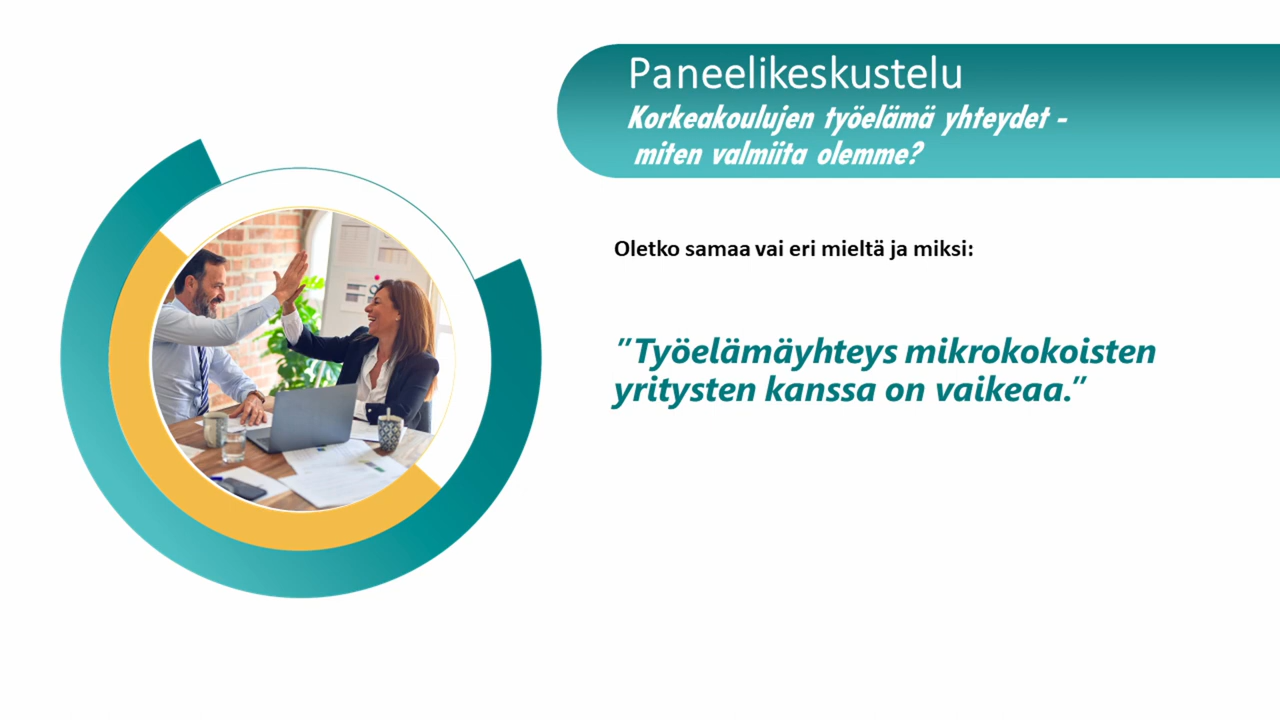 Paneelikeskustelu
Korkeakoulujen työelämä yhteydet -
miten valmiita olemme?
Oletko samaa vai eri mieltä ja miksi:
”Työelämäyhteys mikrokokoisten
yritysten kanssa on vaikeaa.”